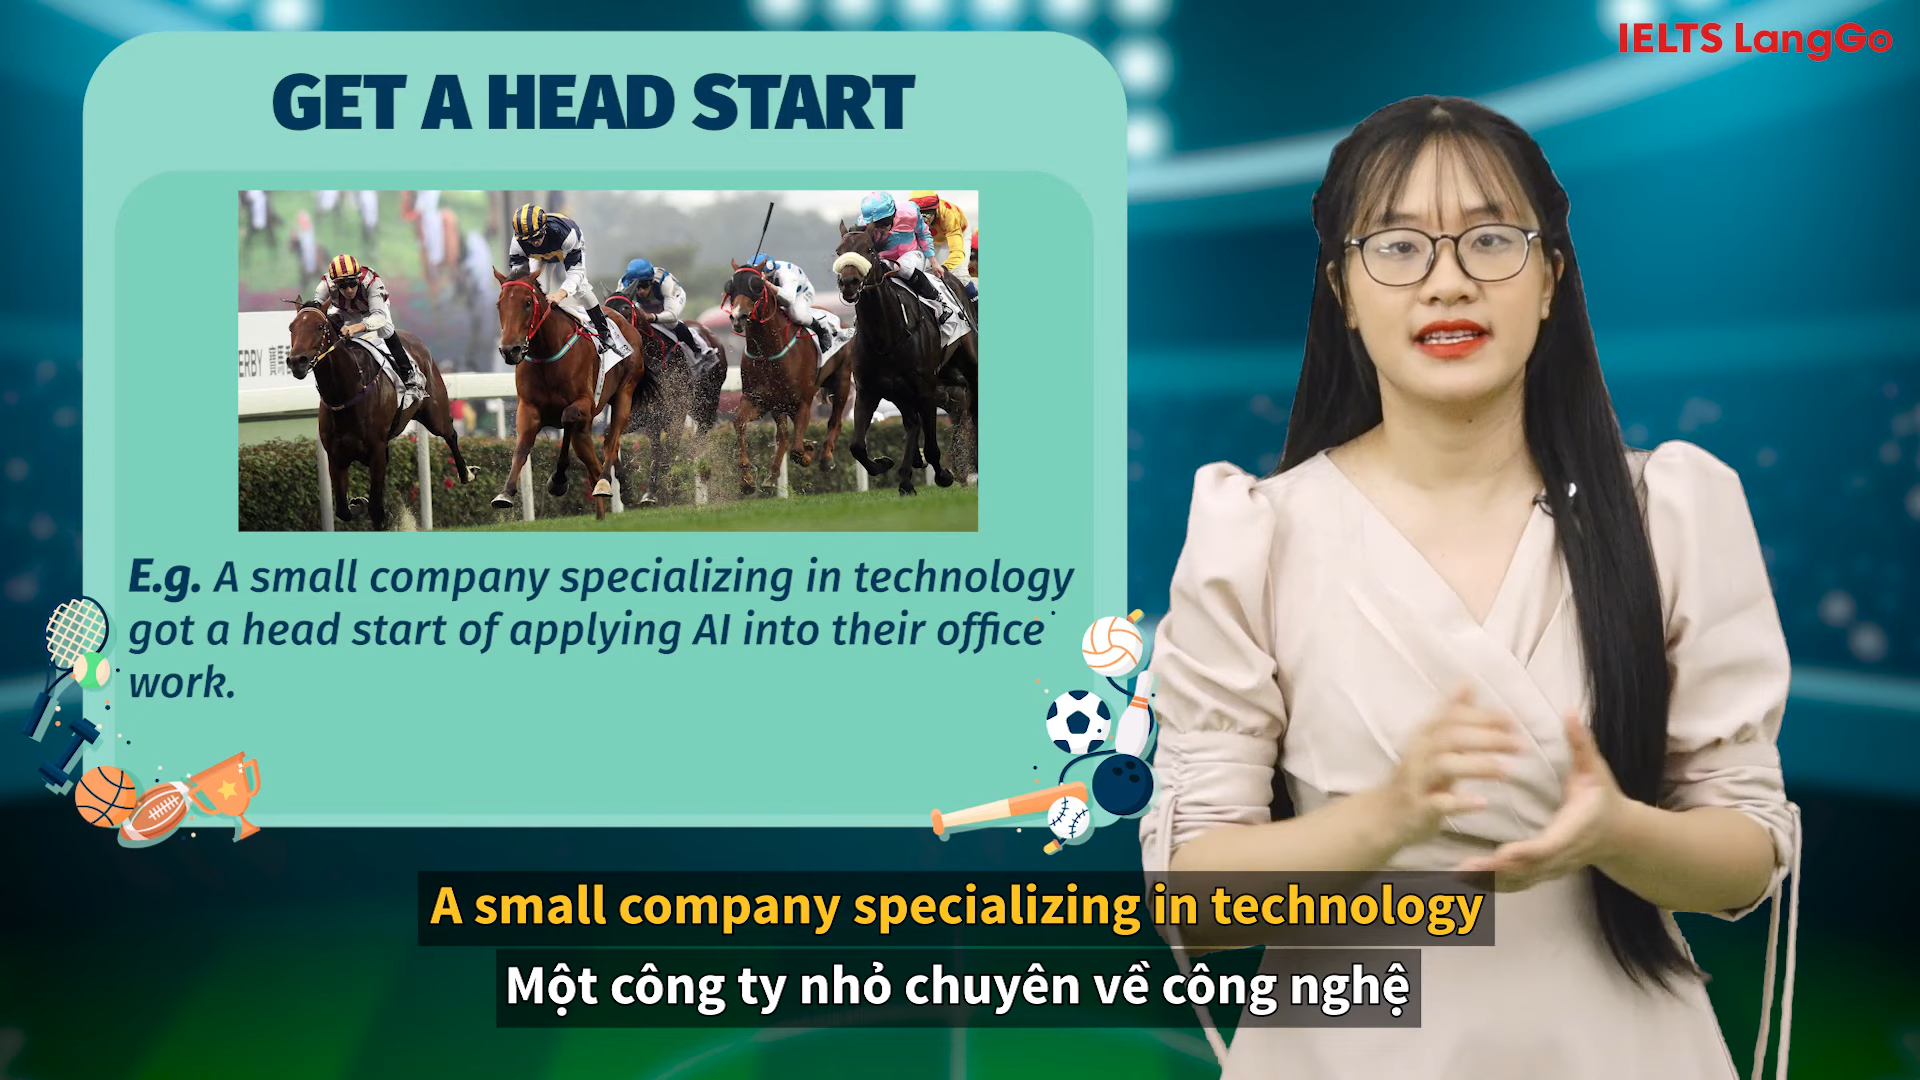 IELTS LangGo
GET A HEAD START
ERBY
E.g. A small company specializing in technology
got a head start of applying AI into their office
work.
A small company specializing in technology
Một công ty nhỏ chuyên về công nghệ